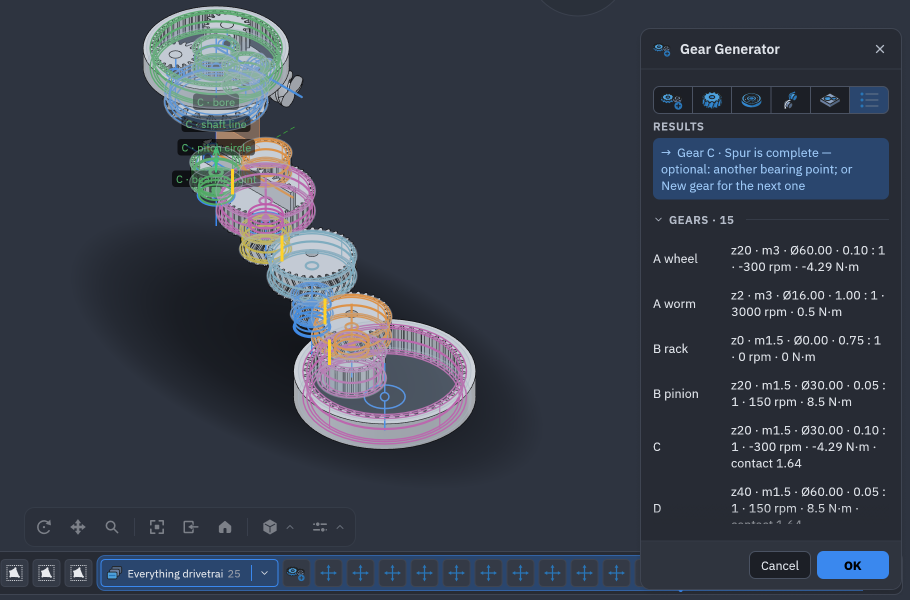 C · bore
C · shaft line
C · pitch circle
Gear Generator
RESULTS
→ Gear C · Spur is complete —
optional: another bearing point; or
New gear for the next one
GEARS · 15
A wheel
z20 · m3 · Ø60.00 · 0.10 : 1
· -300 rpm · -4.29 N·m
A worm
z2 · m3 · Ø16.00 · 1.00 : 1 ·
3000 rpm · 0.5 N·m
B rack
z0 · m1.5 · Ø0.00 · 0.75 : 1
· 0 rpm · 0 N·m
B pinion
z20 · m1.5 · Ø30.00 · 0.05 :
1 · 150 rpm · 8.5 N·m
C
z20 · m1.5 · Ø30.00 · 0.10 :
1 · -300 rpm · -4.29 N·m ·
contact 1.64
D
z40 · m1.5 · Ø60.00 · 0.05 :
1 · 150 rpm · 8.5 N·m ·
contact 1.64
Cancel
OK
Everything drivetrai 25